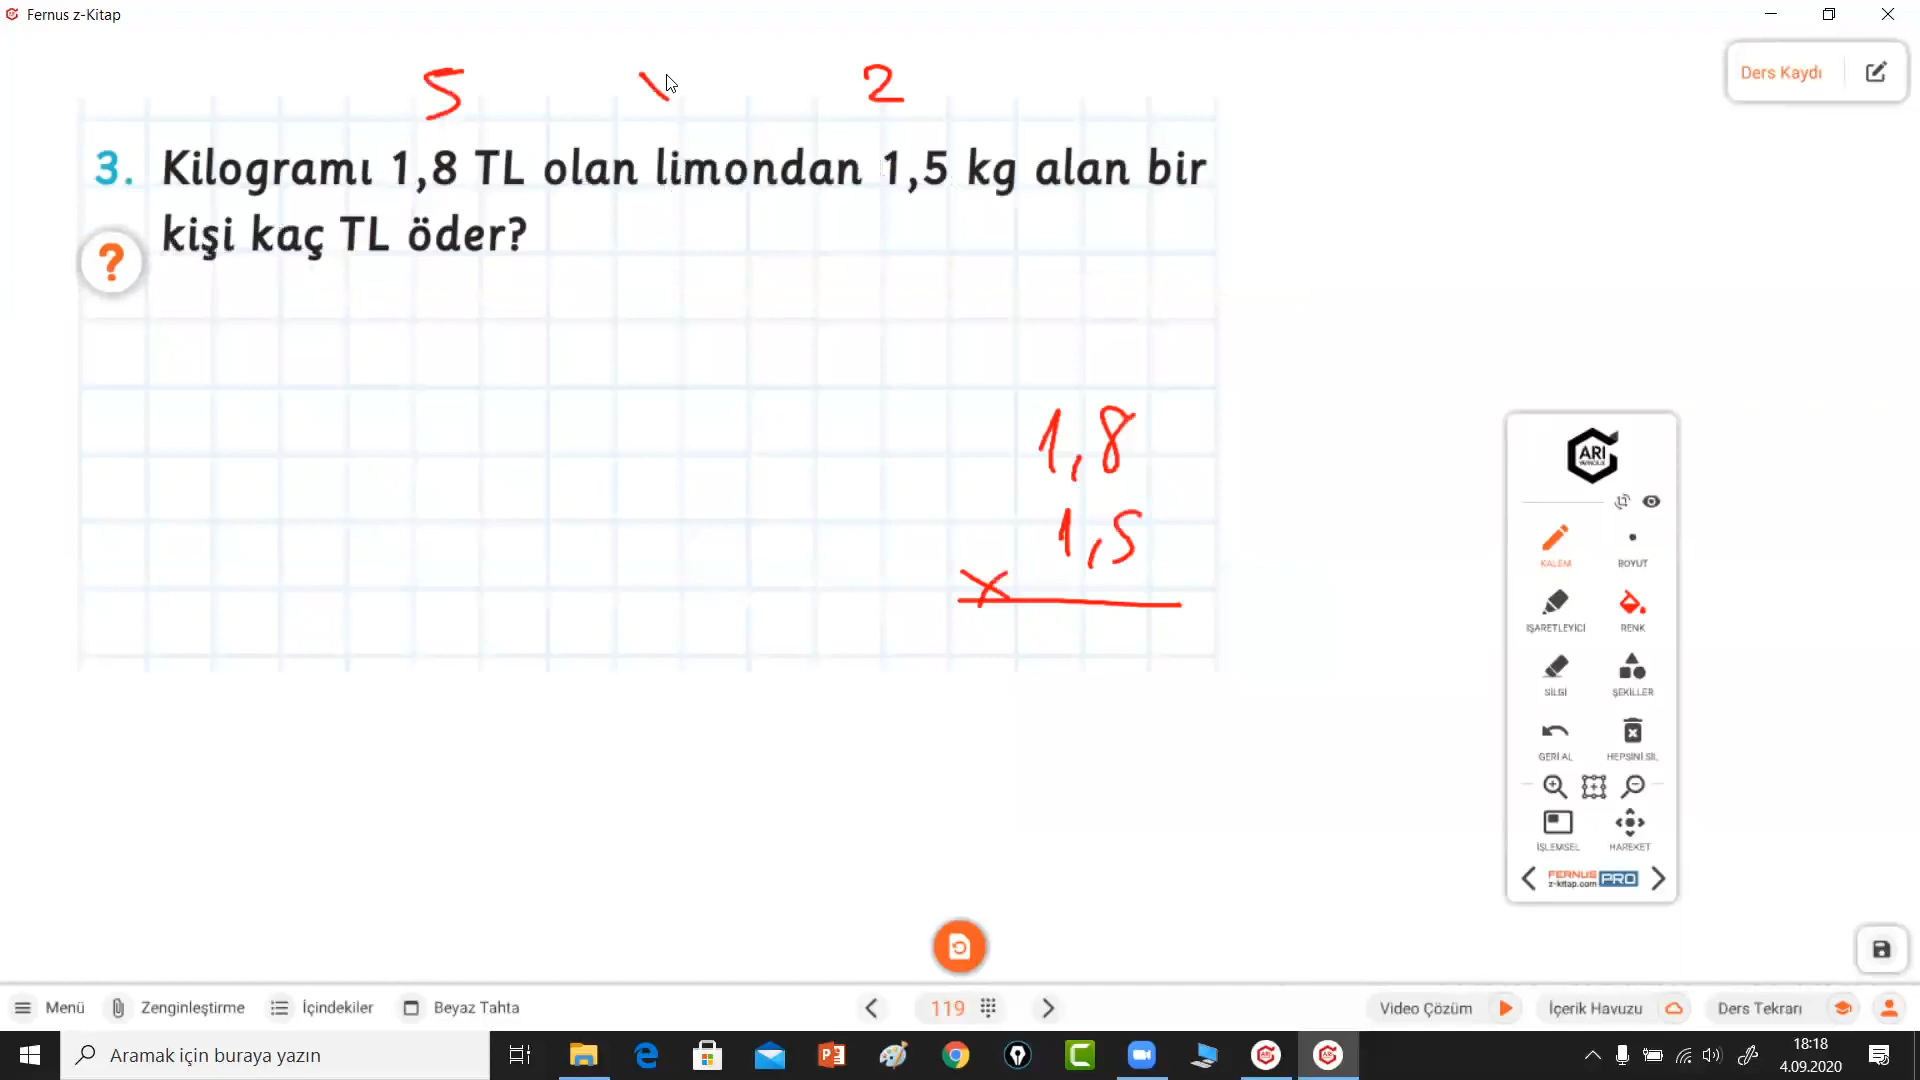 Fernus z-Kitap
Ders Kaydı
5 2
3. Kilogramı 1,8 TL olan limondan 1,5 kg alan bir
kişi kaç TL öder?
?
1,8
1,5
x
ARI
KALEM BOYUT
İŞARETLEYİCİ RENK
SİLGİ ŞEKİLLER
GERİ AL HEPSİNİ SİL
İŞLEMSEL HAREKET
FERNUS PRO
z-kitap.com
Menü Zenginleştirme İçindekiler Beyaz Tahta 119 Video Çözüm İçerik Havuzu Ders Tekrarı
Aramak için buraya yazın
18:18
4.09.2020